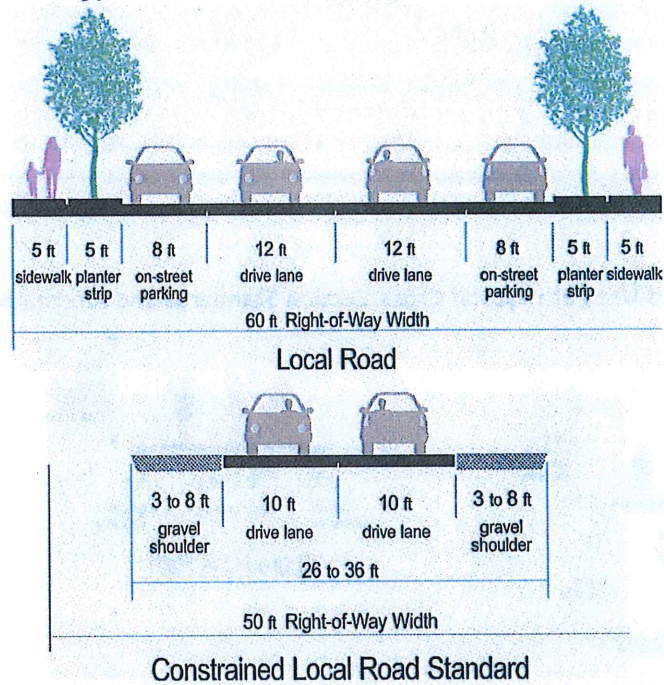 5 ft 5 ft 8 ft 12 ft 12 ft 8 ft 5 ft 5 ft
sidewalk planter strip on-street parking drive lane drive lane on-street parking planter strip sidewalk
60 ft Right-of-Way Width
Local Road
3 to 8 ft 10 ft 10 ft 3 to 8 ft
gravel shoulder drive lane drive lane gravel shoulder
26 to 36 ft
50 ft Right-of-Way Width
Constrained Local Road Standard